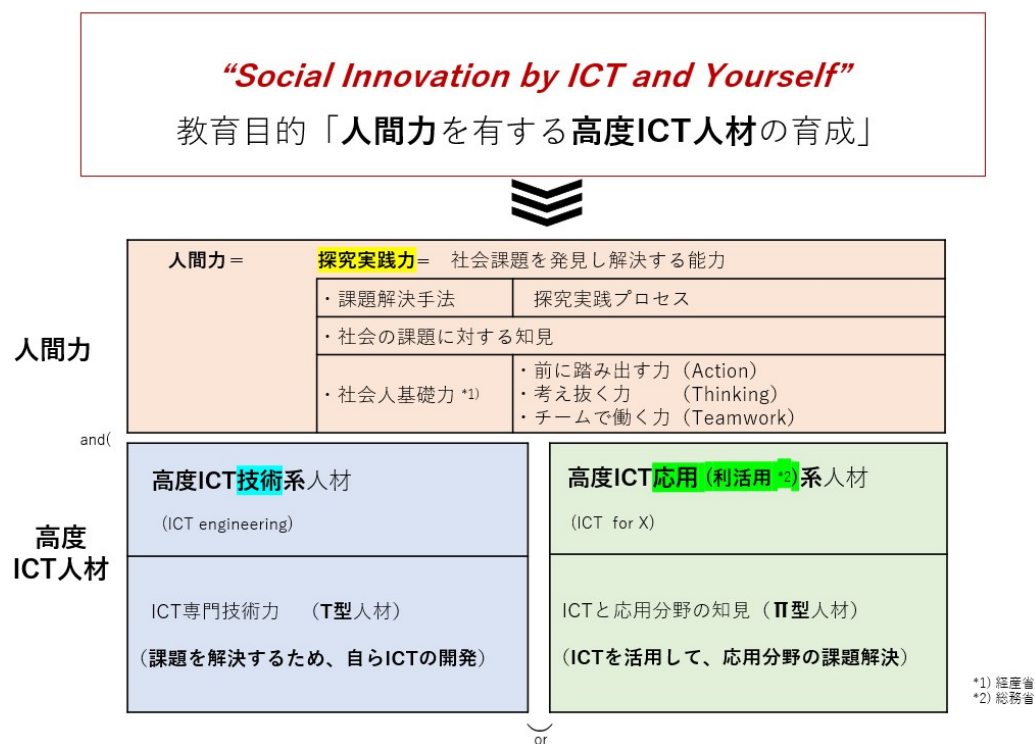 “Social Innovation by ICT and Yourself”
教育目的「人間力を有する高度ICT人材の育成」
人間力＝
探究実践力＝ 社会課題を発見し解決する能力
・課題解決手法
探究実践プロセス
・社会の課題に対する知見
人間力
・社会人基礎力 *1)
・前に踏み出す力（Action）
・考え抜く力 （Thinking）
・チームで働く力（Teamwork）
and(
高度ICT技術系人材
（ICT engineering）
高度ICT応用 (利活用 *2)系人材
（ICT for X）
高度
ICT人材
ICT専門技術力 （T型人材）
（課題を解決するため、自らICTの開発）
ICTと応用分野の知見（Π型人材）
（ICTを活用して、応用分野の課題解決）
*1) 経産省
*2) 総務省
or